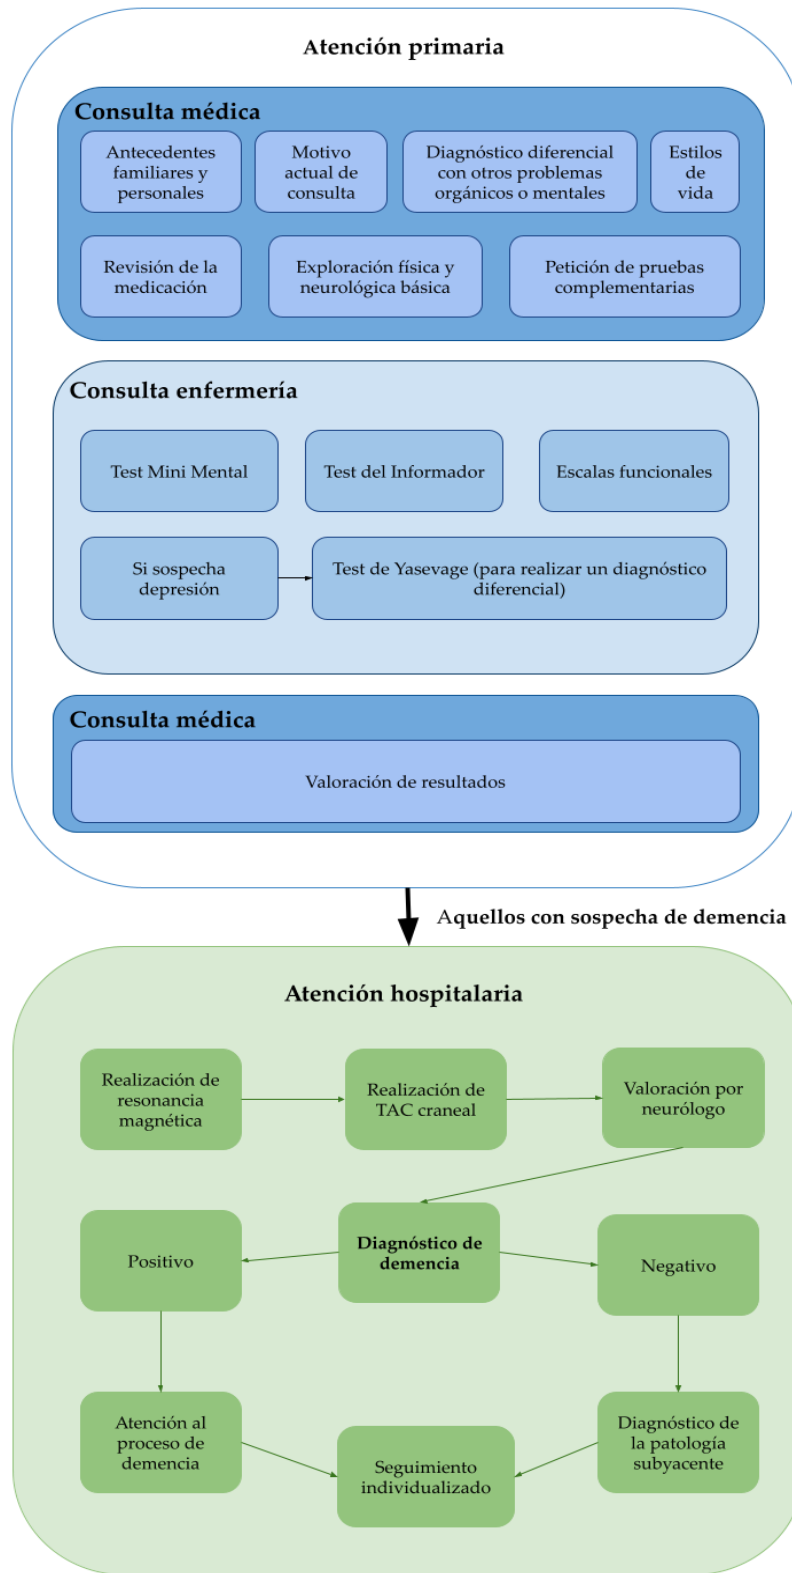 Atención primaria
Consulta médica
Antecedentes
familiares y
personales
Motivo
actual de
consulta
Diagnóstico diferencial
con otros problemas
orgánicos o mentales
Estilos
de
vida
Revisión de la
medicación
Exploración física y
neurológica básica
Petición de pruebas
complementarias
Consulta enfermería
Test Mini Mental
Test del Informador
Escalas funcionales
Si sospecha
depresión
Test de Yasevage (para realizar un diagnóstico
diferencial)
Consulta médica
Valoración de resultados
Aquellos con sospecha de demencia
Atención hospitalaria
Realización de
resonancia
magnética
Realización de
TAC craneal
Valoración por
neurólogo
Positivo
Diagnóstico de
demencia
Negativo
Atención al
proceso de
demencia
Seguimiento
individualizado
Diagnóstico de
la patología
subyacente